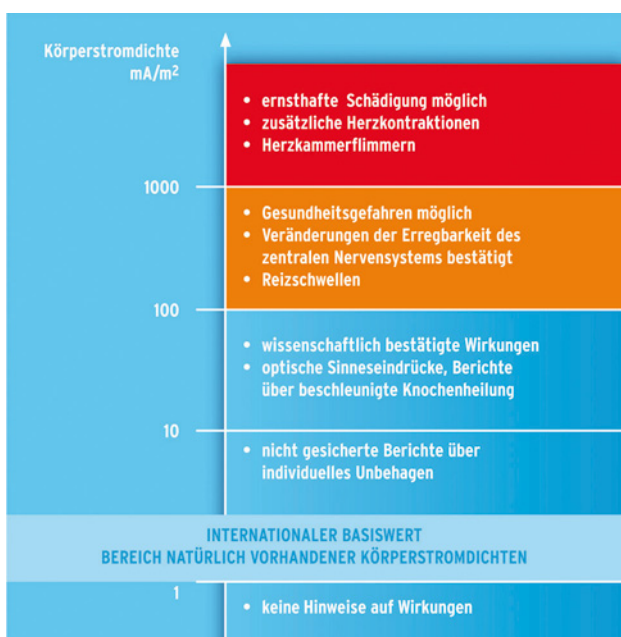 Körperstromdichte
mA/m²
• ernsthafte Schädigung möglich
• zusätzliche Herzkontraktionen
• Herzkammerflimmern
1000
• Gesundheitsgefahren möglich
• Veränderungen der Erregbarkeit des
zentralen Nervensystems bestätigt
• Reizschwellen
100
• wissenschaftlich bestätigte Wirkungen
• optische Sinneseindrücke, Berichte
über beschleunigte Knochenheilung
10
• nicht gesicherte Berichte über
individuelles Unbehagen
INTERNATIONALER BASISWERT
BEREICH NATÜRLICH VORHANDENER KÖRPERSTROMDICHTEN
1
• keine Hinweise auf Wirkungen